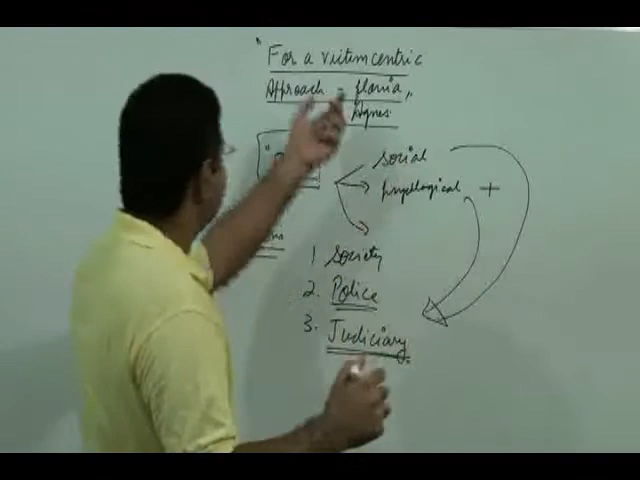 For a victimcentric
Approach - flavia,
Agnes
social
psychological +
1 Society
2. Police
3. Judiciary